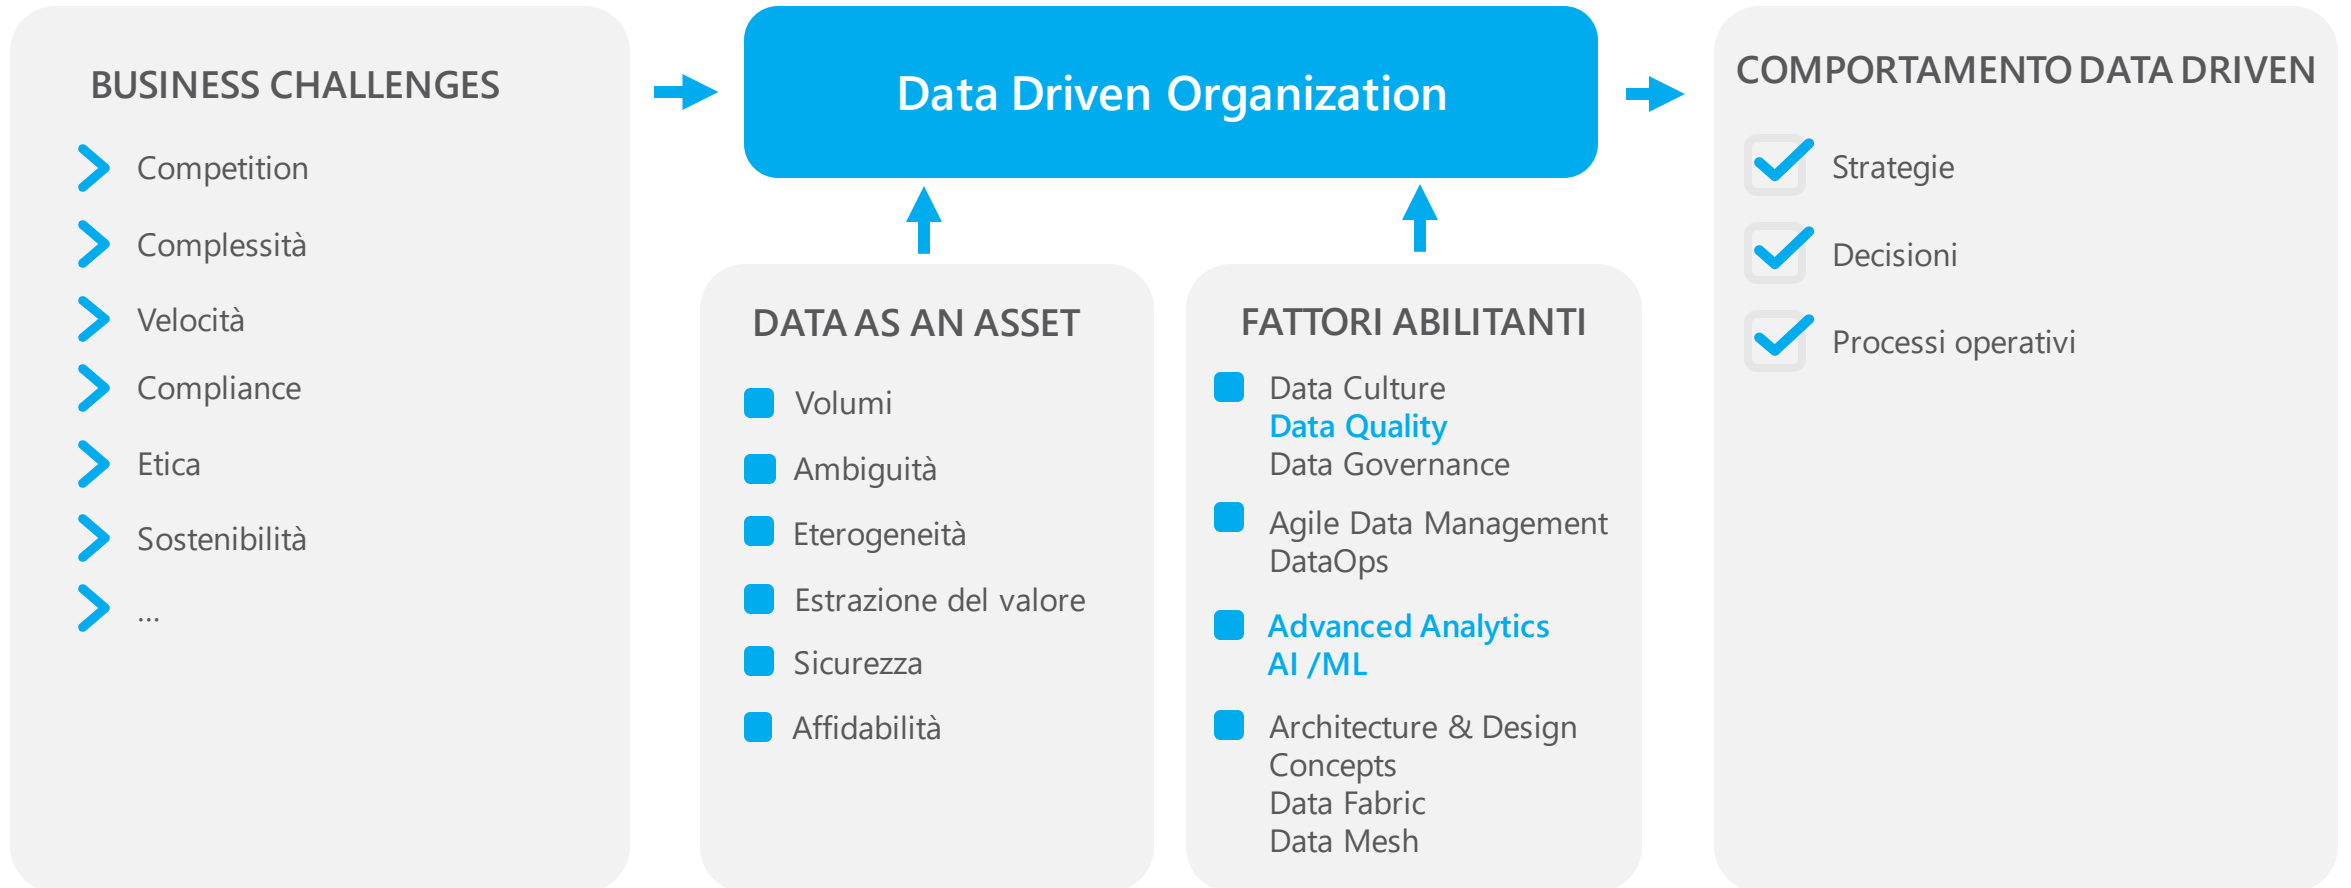 BUSINESS CHALLENGES
Competition
Complessità
Velocità
Compliance
Etica
Sostenibilità
...
Data Driven Organization
DATA AS AN ASSET
Volumi
Ambiguità
Eterogeneità
Estrazione del valore
Sicurezza
Affidabilità
FATTORI ABILITANTI
Data Culture
Data Quality
Data Governance
Agile Data Management
DataOps
Advanced Analytics
AI /ML
Architecture & Design
Concepts
Data Fabric
Data Mesh
COMPORTAMENTO DATA DRIVEN
Strategie
Decisioni
Processi operativi